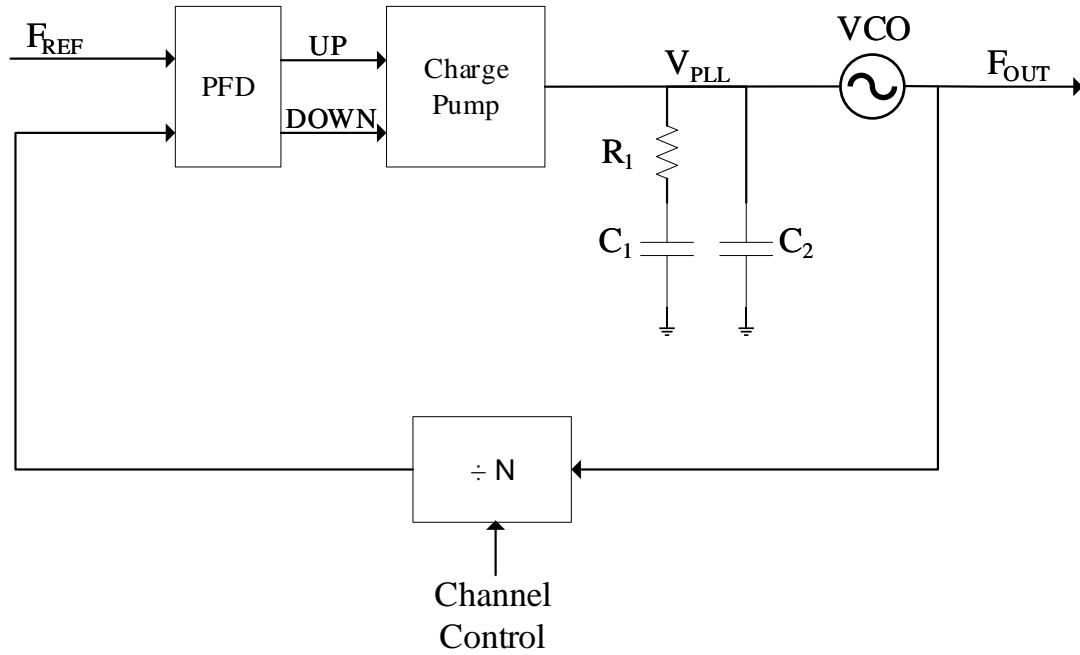 F_REF
PFD
UP
DOWN
Charge
Pump
V_PLL
VCO
F_OUT
R_1
C_1
C_2
÷ N
Channel
Control